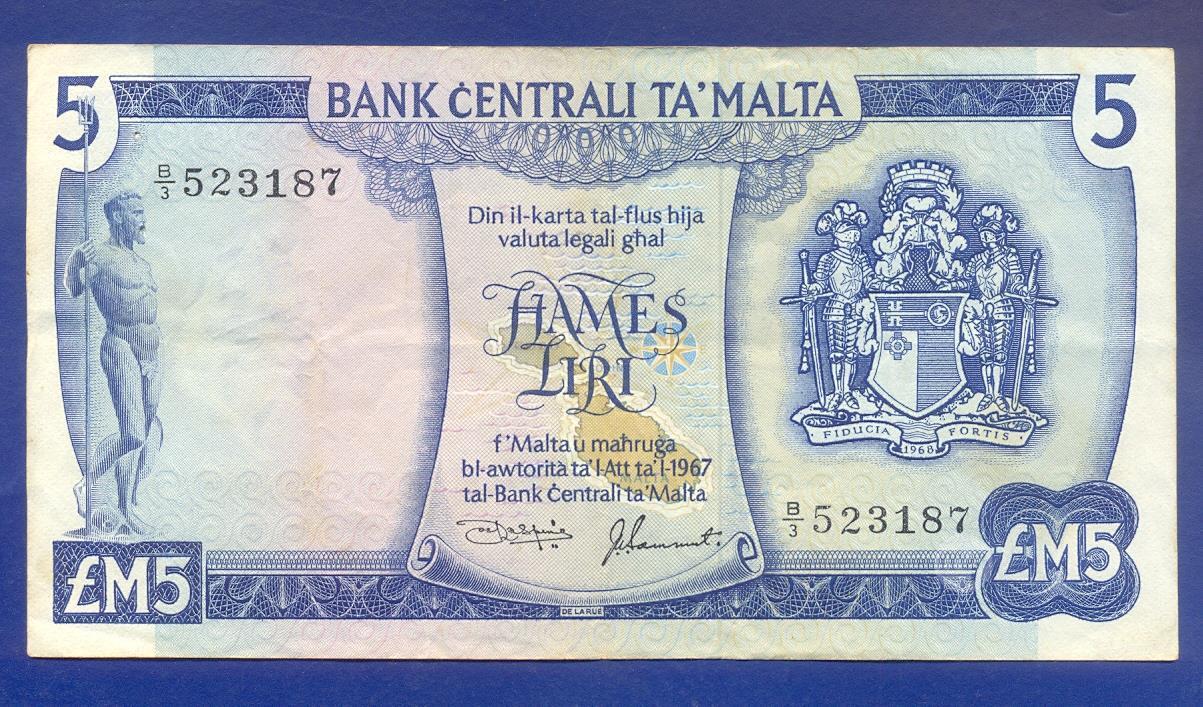 5
BANK ĊENTRALI TA' MALTA
5
B/3 523187
Din il-karta tal-flus hija
valuta legali għal
ĦAMES
LIRI
f'Malta u maħruġa
bl-awtorità ta' l-Att ta' l-1967
tal-Bank Ċentrali ta' Malta
FIDUCIA FORTIS
1968
B/3 523187
£M5
£M5
DE LA RUE
MALTA